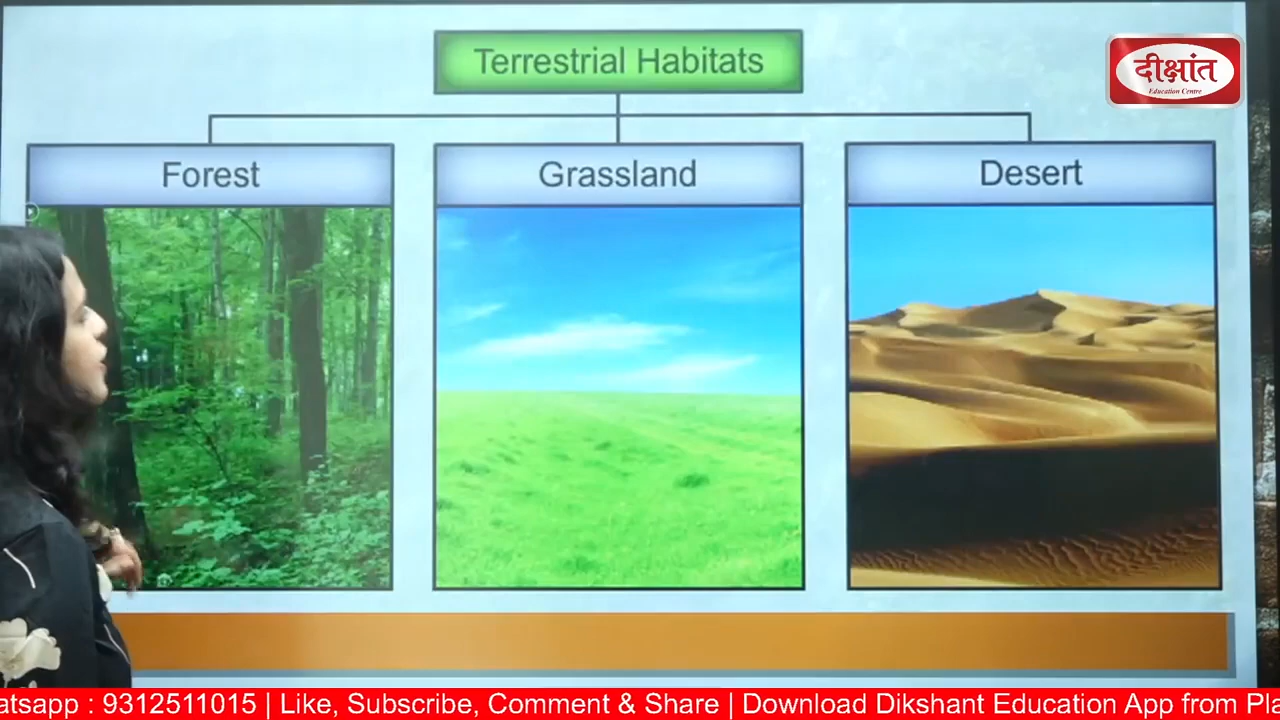 Terrestrial Habitats
दीक्षांत
Education Centre
Forest
Grassland
Desert
atsapp : 9312511015 | Like, Subscribe, Comment & Share | Download Dikshant Education App from Pla